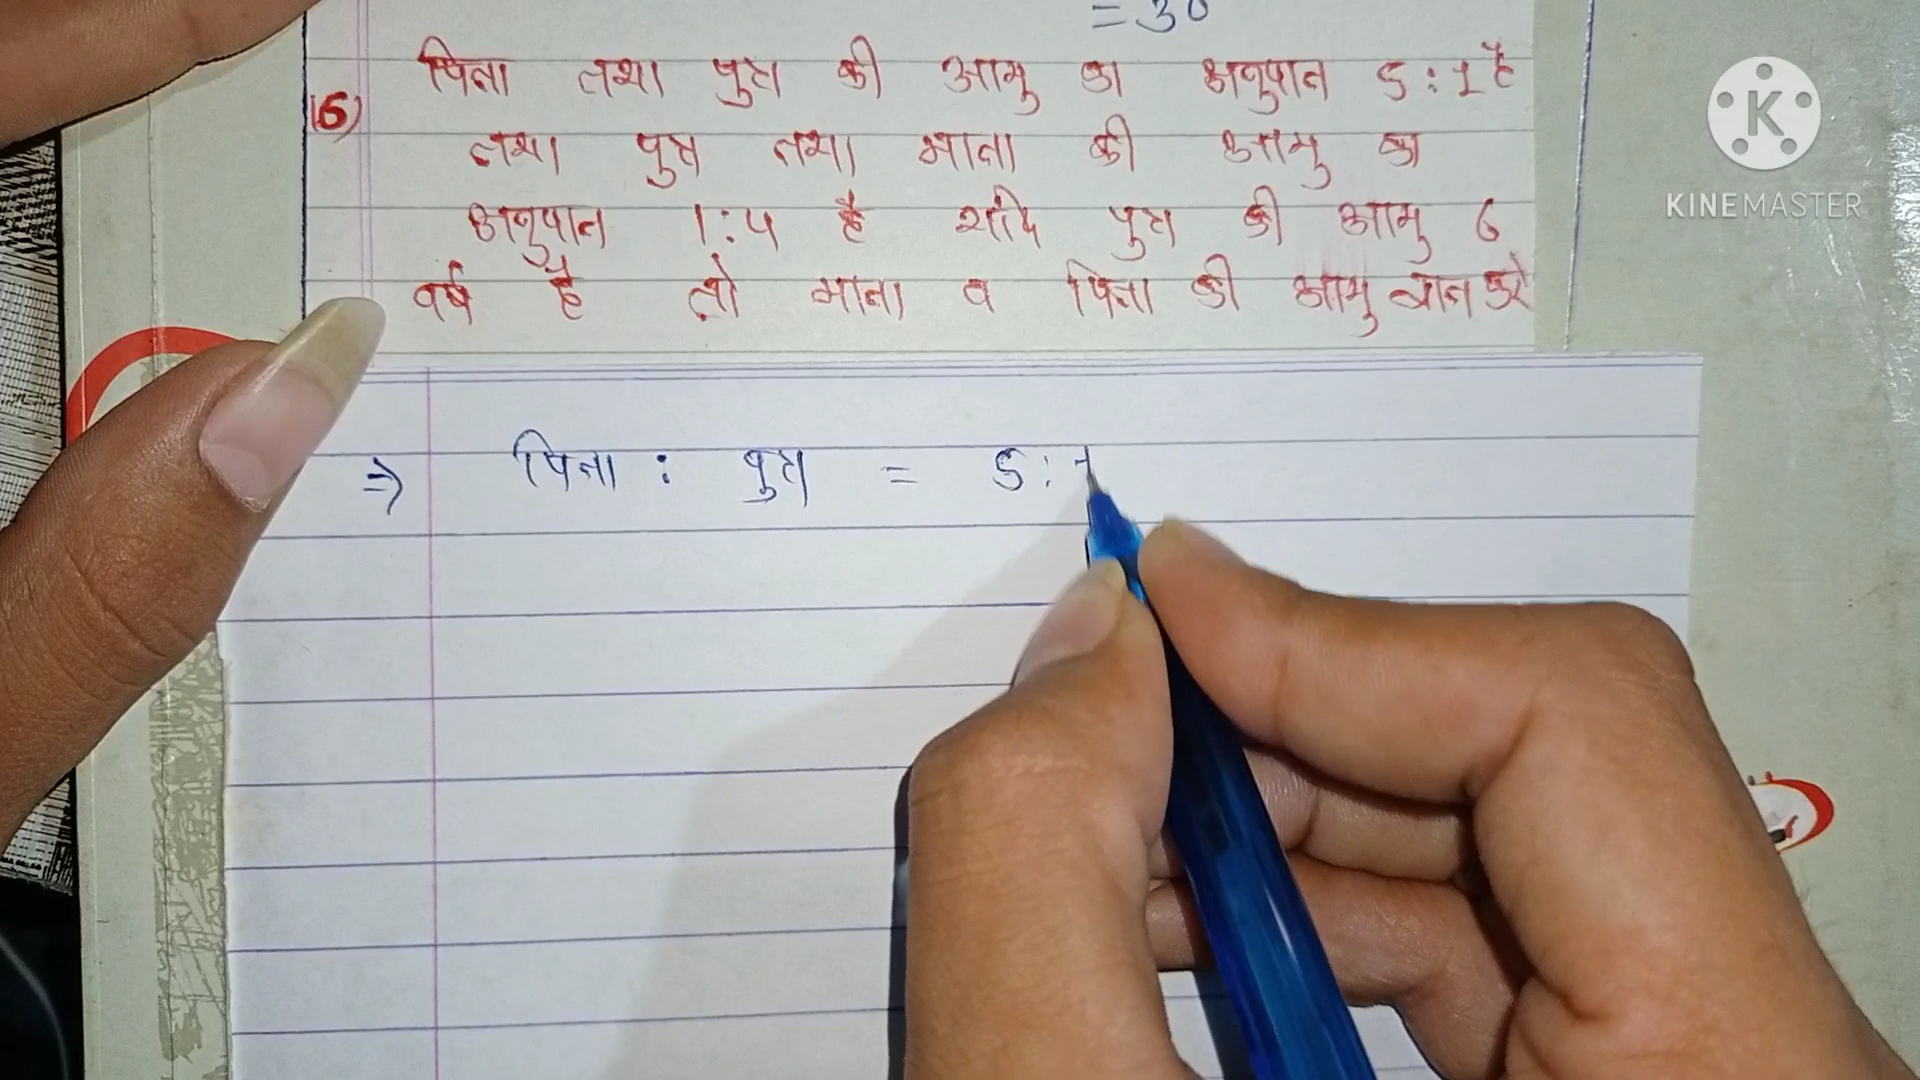 = 30
पिता तथा पुत्र की आयु का अनुपात 5 : 1 है
(6)
तथा पुत्र तथा माता की आयु का
अनुपात 1 : 4 है यदि पुत्र की आयु 6
वर्ष है तो माता व पिता की आयु ज्ञात करे
⇒ पिता : पुत्र = 5 : 1
K
KINEMASTER